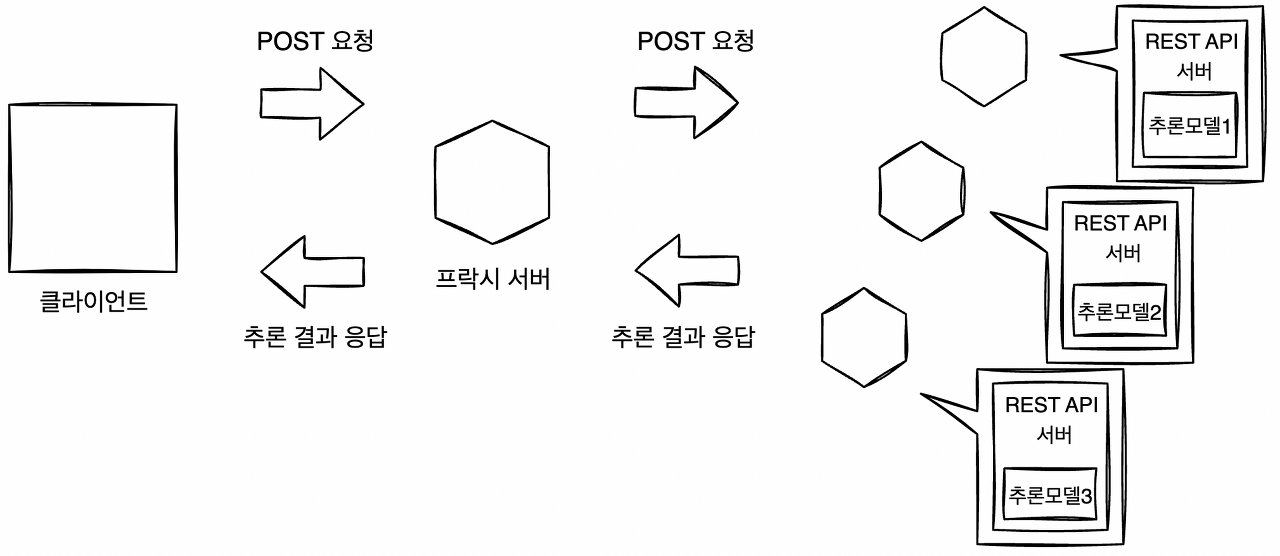 POST 요청
POST 요청
클라이언트
프락시 서버
추론 결과 응답
추론 결과 응답
REST API
서버
추론모델1
REST API
서버
추론모델2
REST API
서버
추론모델3